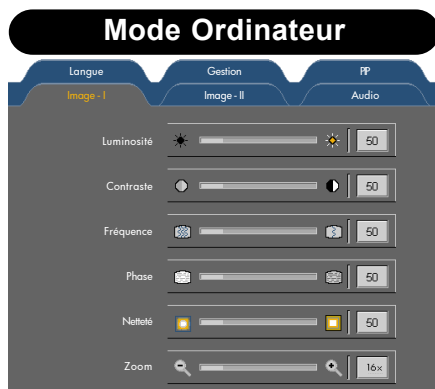 Mode Ordinateur
Langue Gestion PIP
Image - I Image - II Audio
Luminosité 50
Contraste 50
Fréquence 50
Phase 50
Netteté 50
Zoom 16x